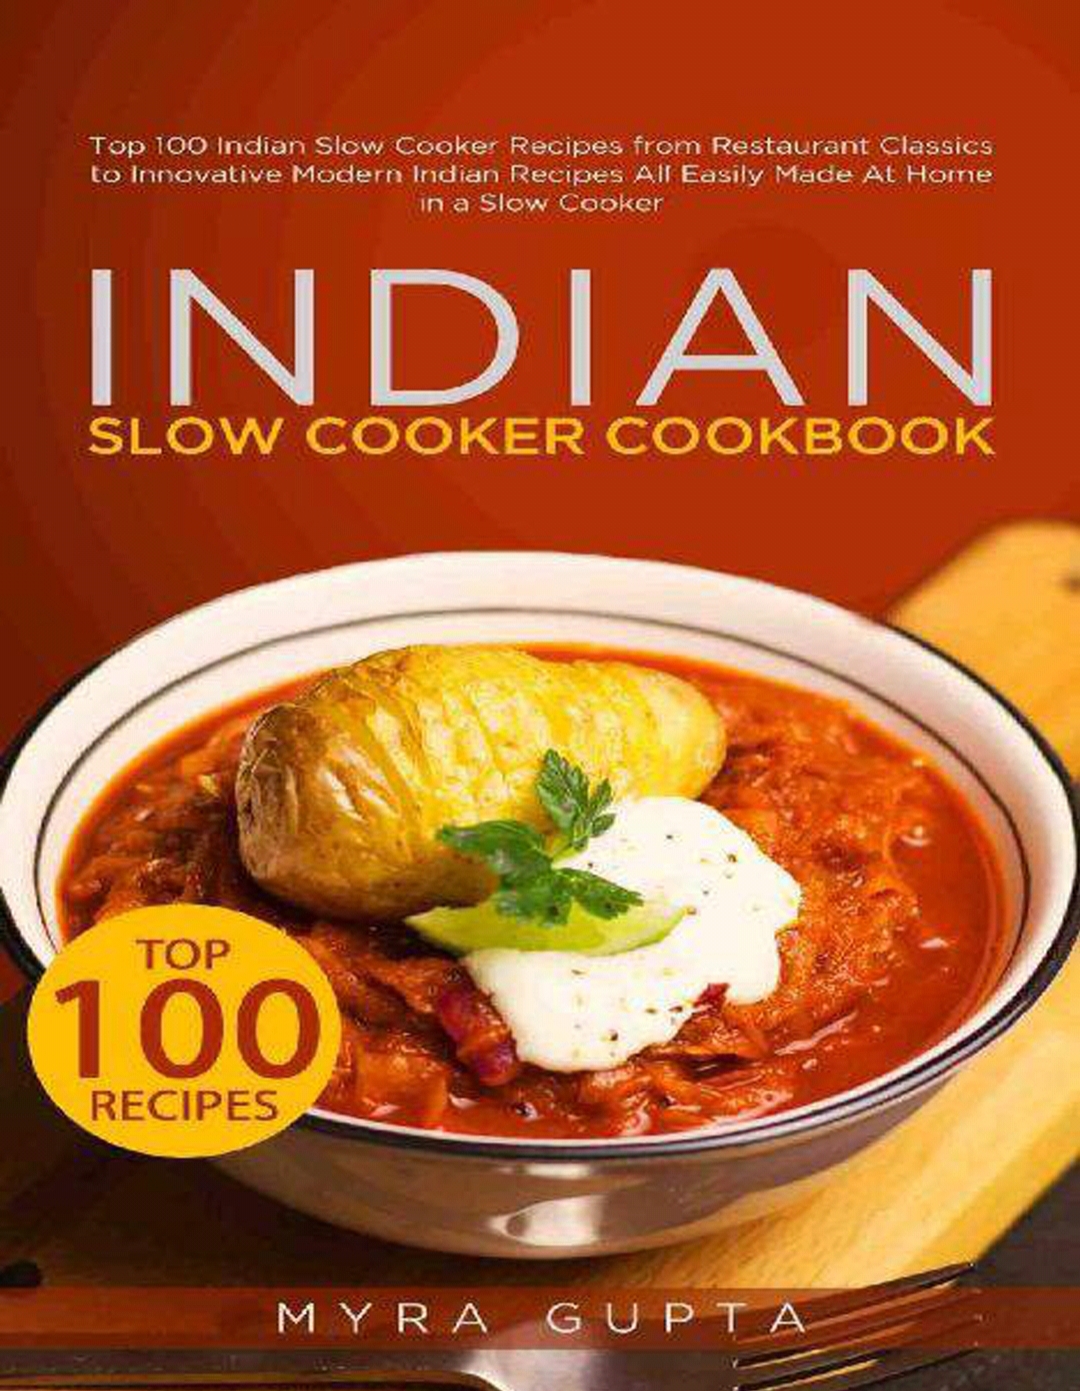 Top 100 Indian Slow Cooker Recipes from Restaurant Classics
to Innovative Modern Indian Recipes All Easily Made At Home
in a Slow Cooker
INDIAN
SLOW COOKER COOKBOOK
TOP
100
RECIPES
MYRA GUPTA